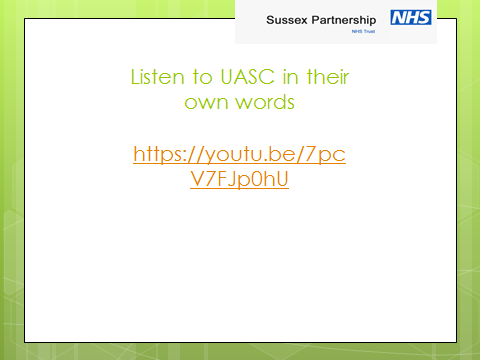 Sussex Partnership NHS
NHS Trust
Listen to UASC in their
own words
https://youtu.be/7pc
V7FJp0hU